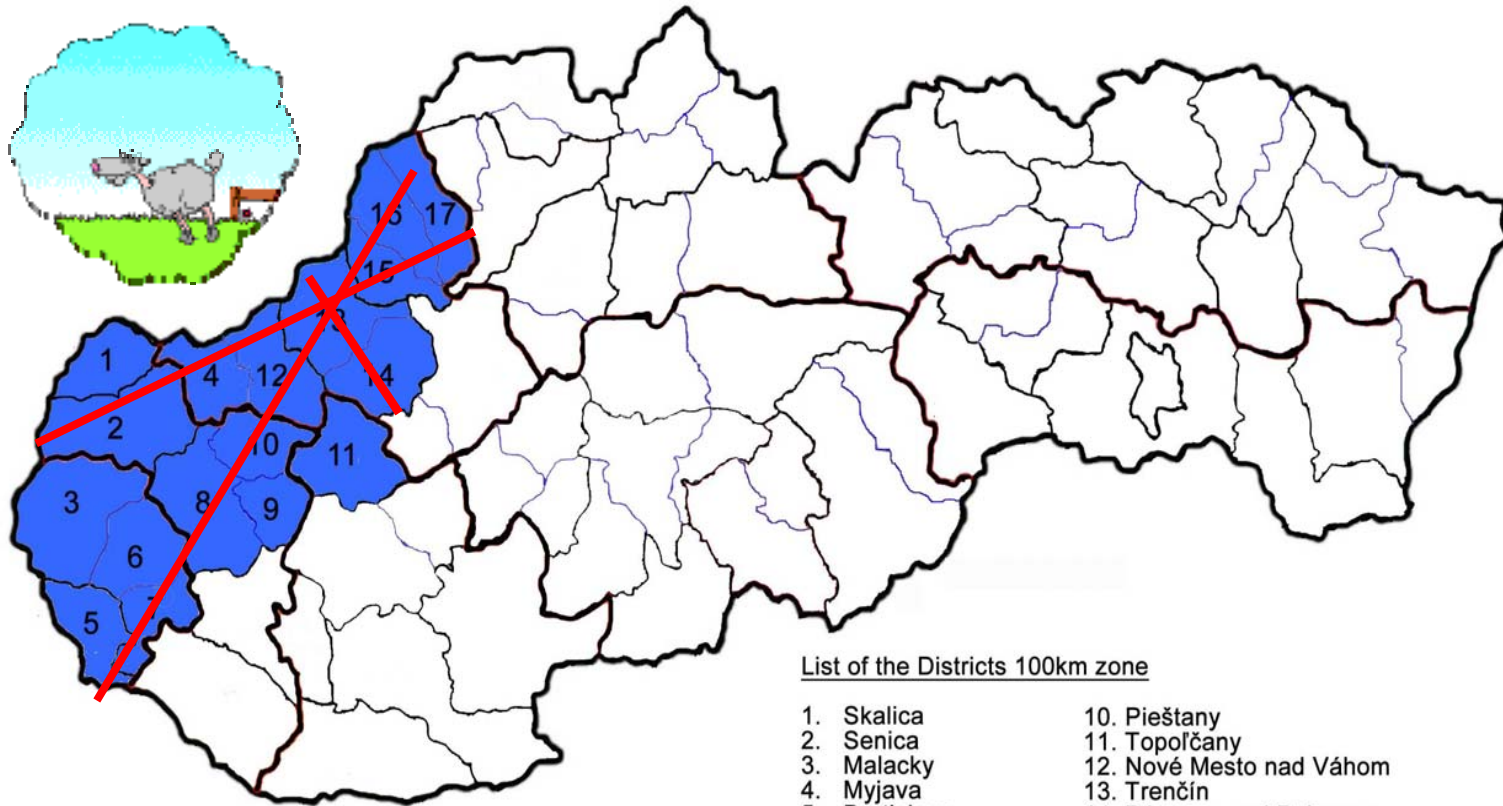 16 17
15
1
4 12 14
2
10
11
3
8
9
6
5
List of the Districts 100km zone
1. Skalica
2. Senica
3. Malacky
4. Myjava
10. Piešťany
11. Topoľčany
12. Nové Mesto nad Váhom
13. Trenčín